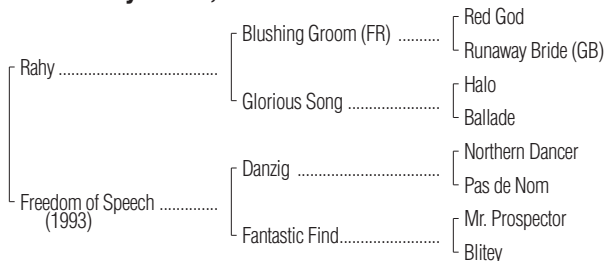 Red God
Blushing Groom (FR) ..........
Runaway Bride (GB)
Rahy ....................................
Halo
Glorious Song ....................
Ballade
Northern Dancer
Danzig ................................
Pas de Nom
Freedom of Speech .............
(1993)
Mr. Prospector
Fantastic Find......................
Blitey